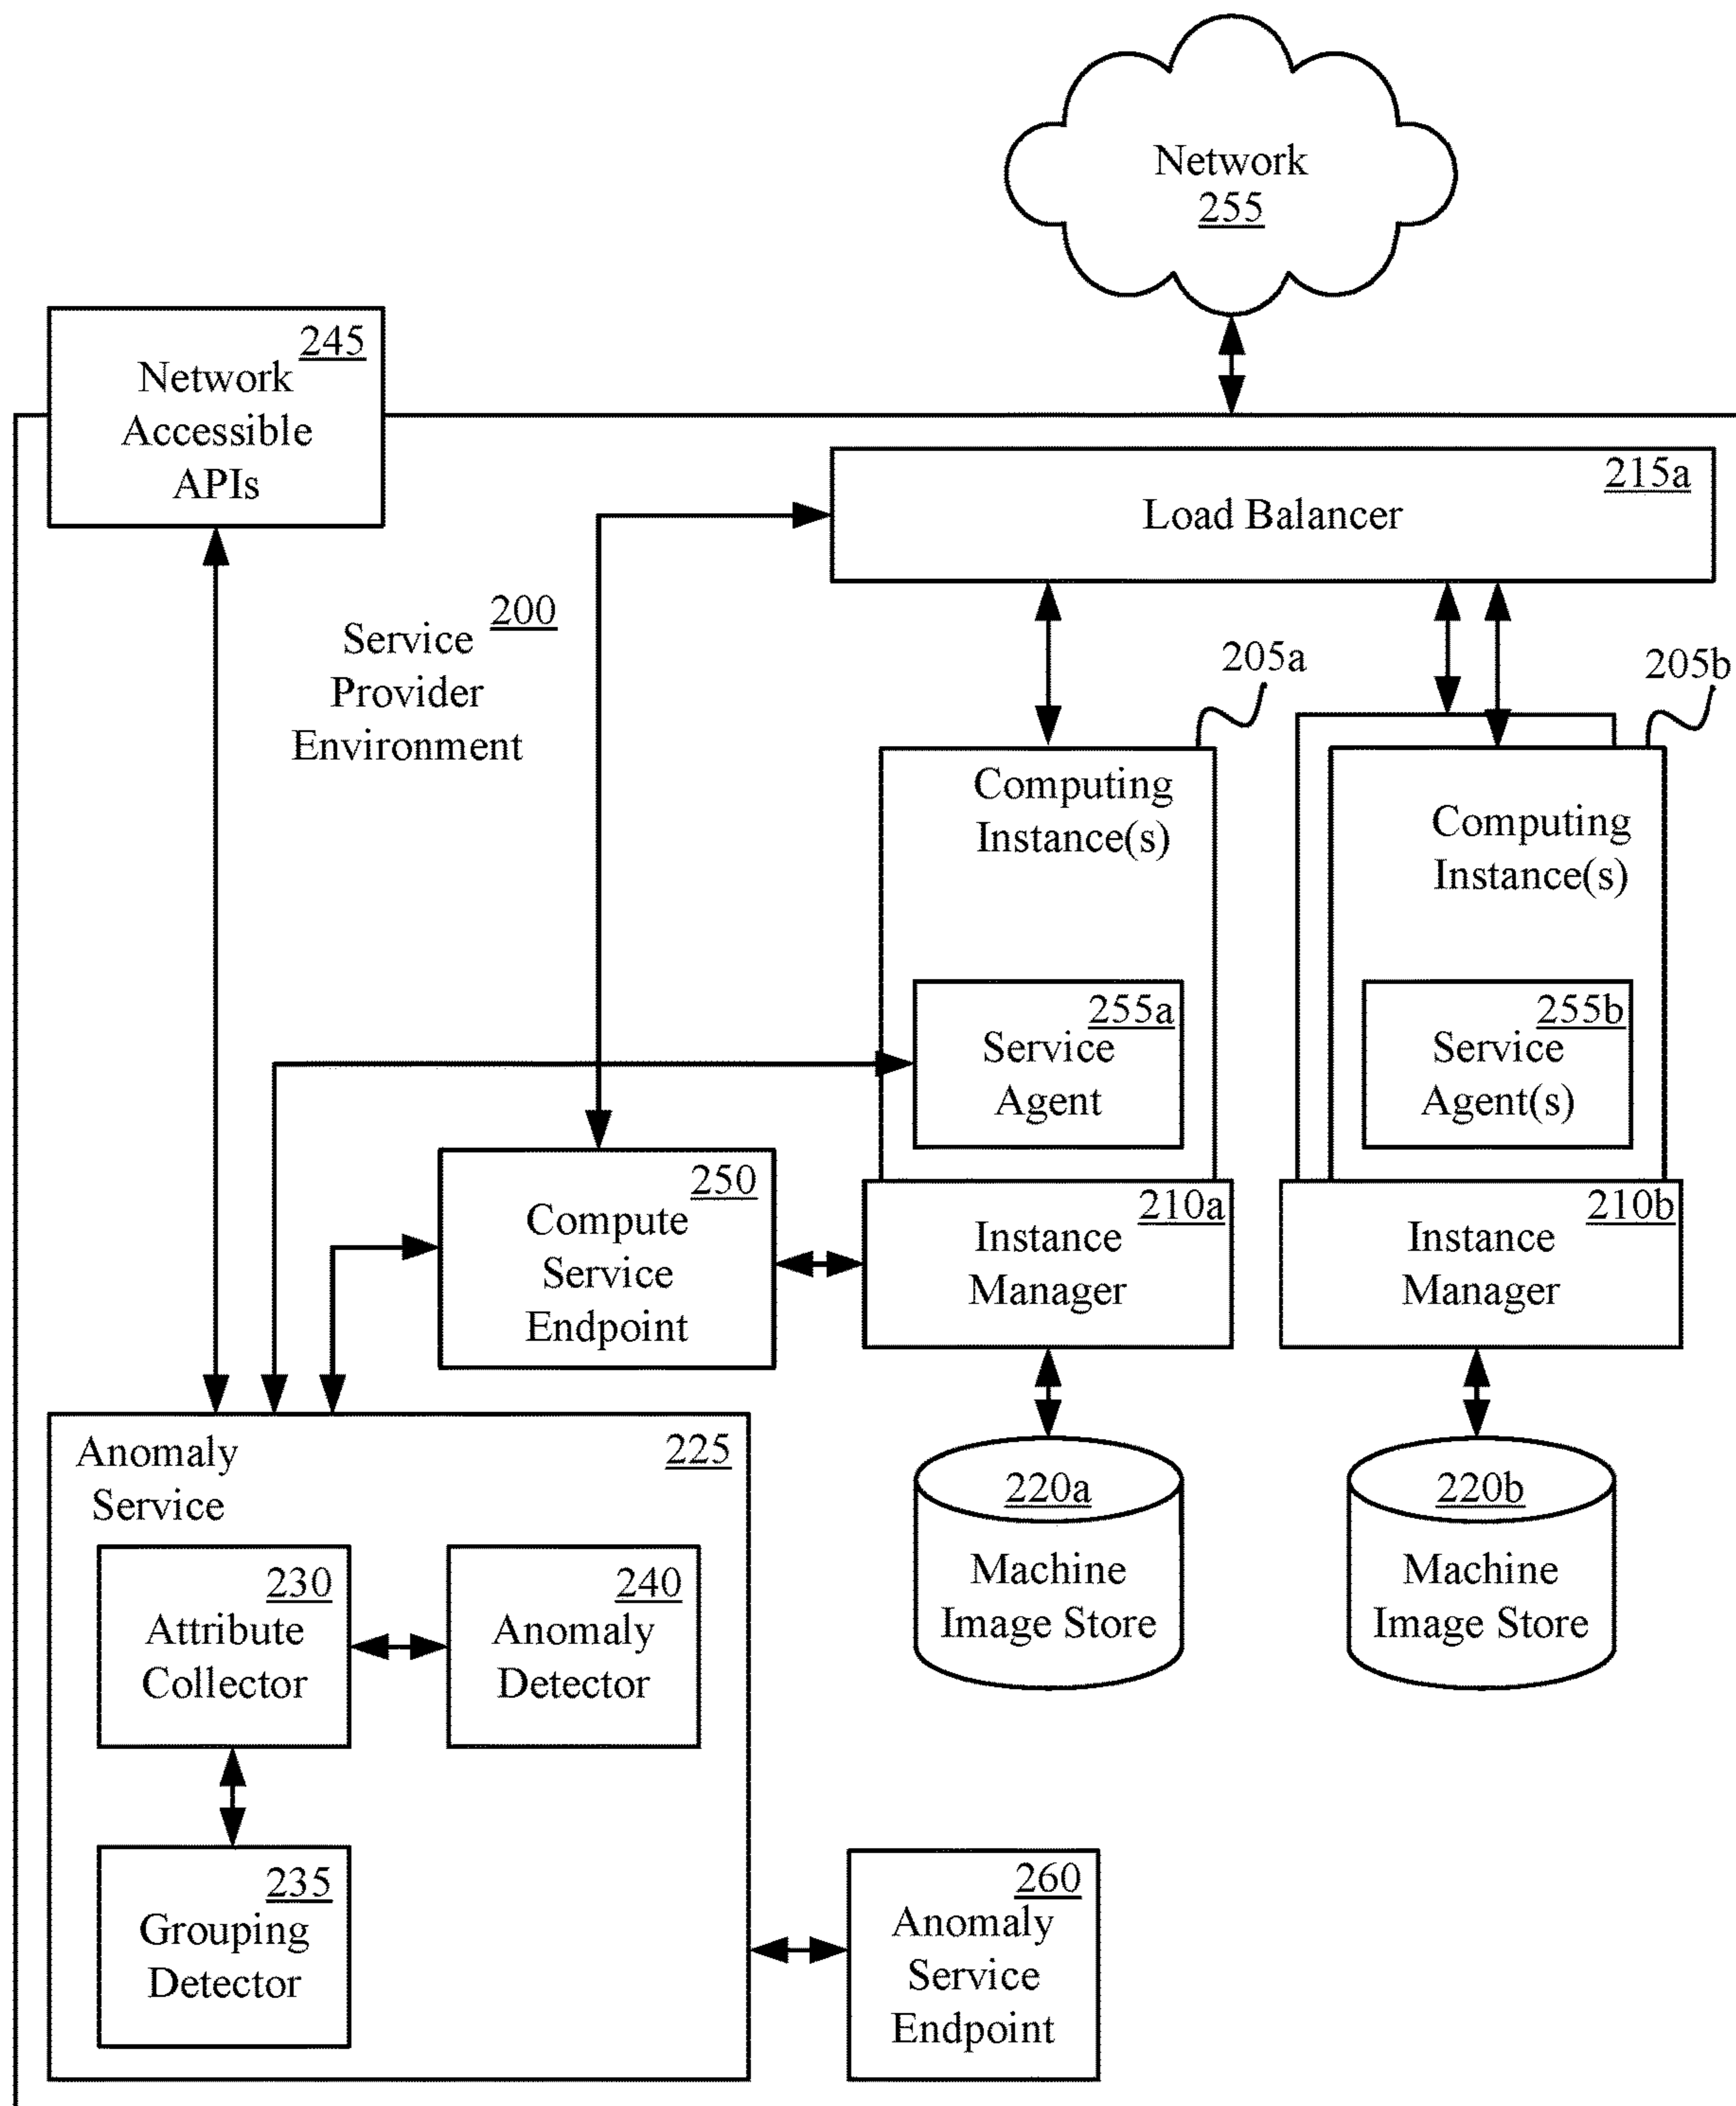 Network
255
245
Network
Accessible
APIs
215a
Load Balancer
200
Service
Provider
Environment
205a
205b
Computing
Instance(s)
Computing
Instance(s)
255a
Service
Agent
255b
Service
Agent(s)
250
Compute
Service
Endpoint
210a
Instance
Manager
210b
Instance
Manager
Anomaly
Service
225
220a
Machine
Image Store
220b
Machine
Image Store
230
Attribute
Collector
240
Anomaly
Detector
235
Grouping
Detector
260
Anomaly
Service
Endpoint